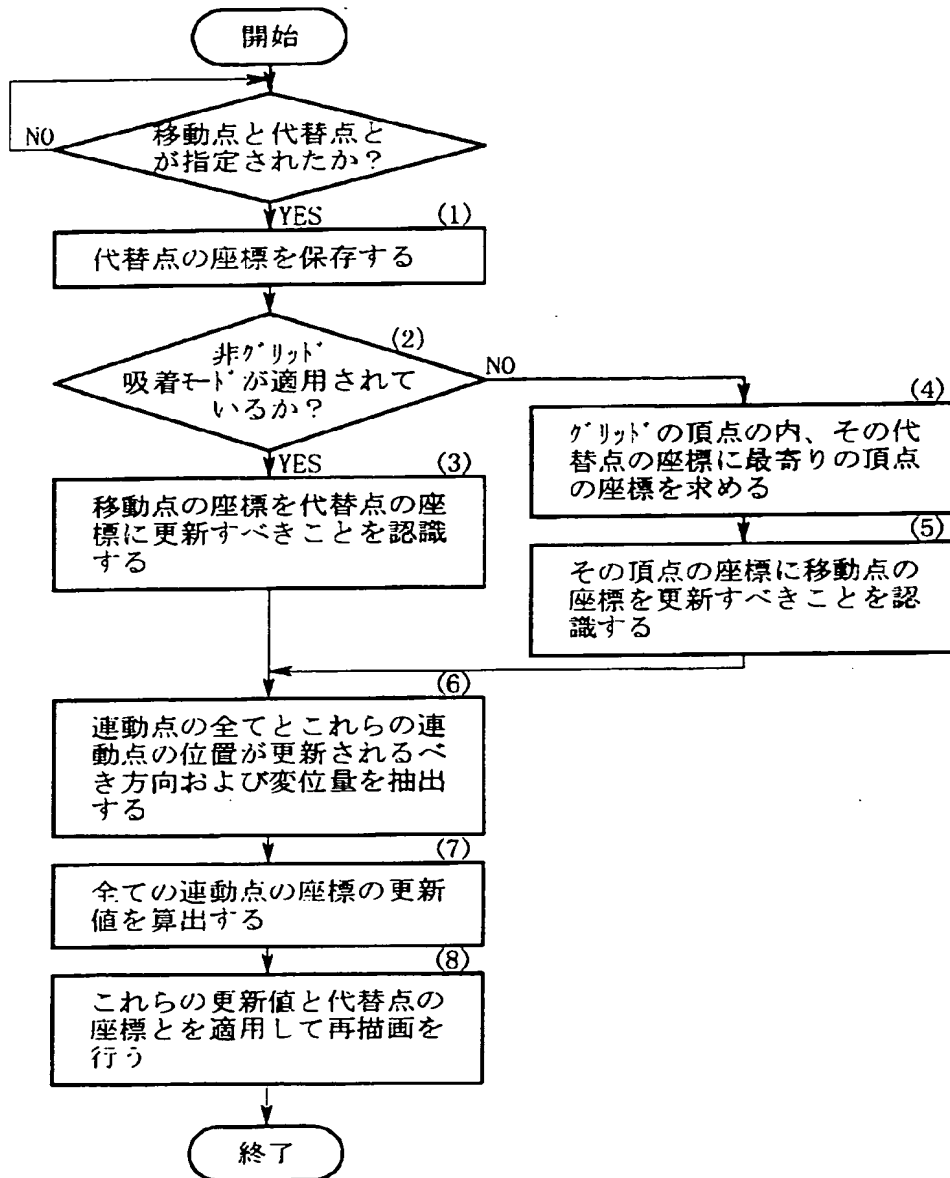 開始
移動点と代替点と
が指定されたか？
NO
YES
(1)
代替点の座標を保存する
(2)
非ｸﾞﾘｯﾄﾞ
吸着ﾓｰﾄﾞが適用されて
いるか？
NO
YES
(3)
移動点の座標を代替点の座
標に更新すべきことを認識
する
(4)
ｸﾞﾘｯﾄﾞの頂点の内、その代
替点の座標に最寄りの頂点
の座標を求める
(5)
その頂点の座標に移動点の
座標を更新すべきことを認
識する
(6)
連動点の全てとこれらの連
動点の位置が更新されるべ
き方向および変位量を抽出
する
(7)
全ての連動点の座標の更新
値を算出する
(8)
これらの更新値と代替点の
座標とを適用して再描画を
行う
終了